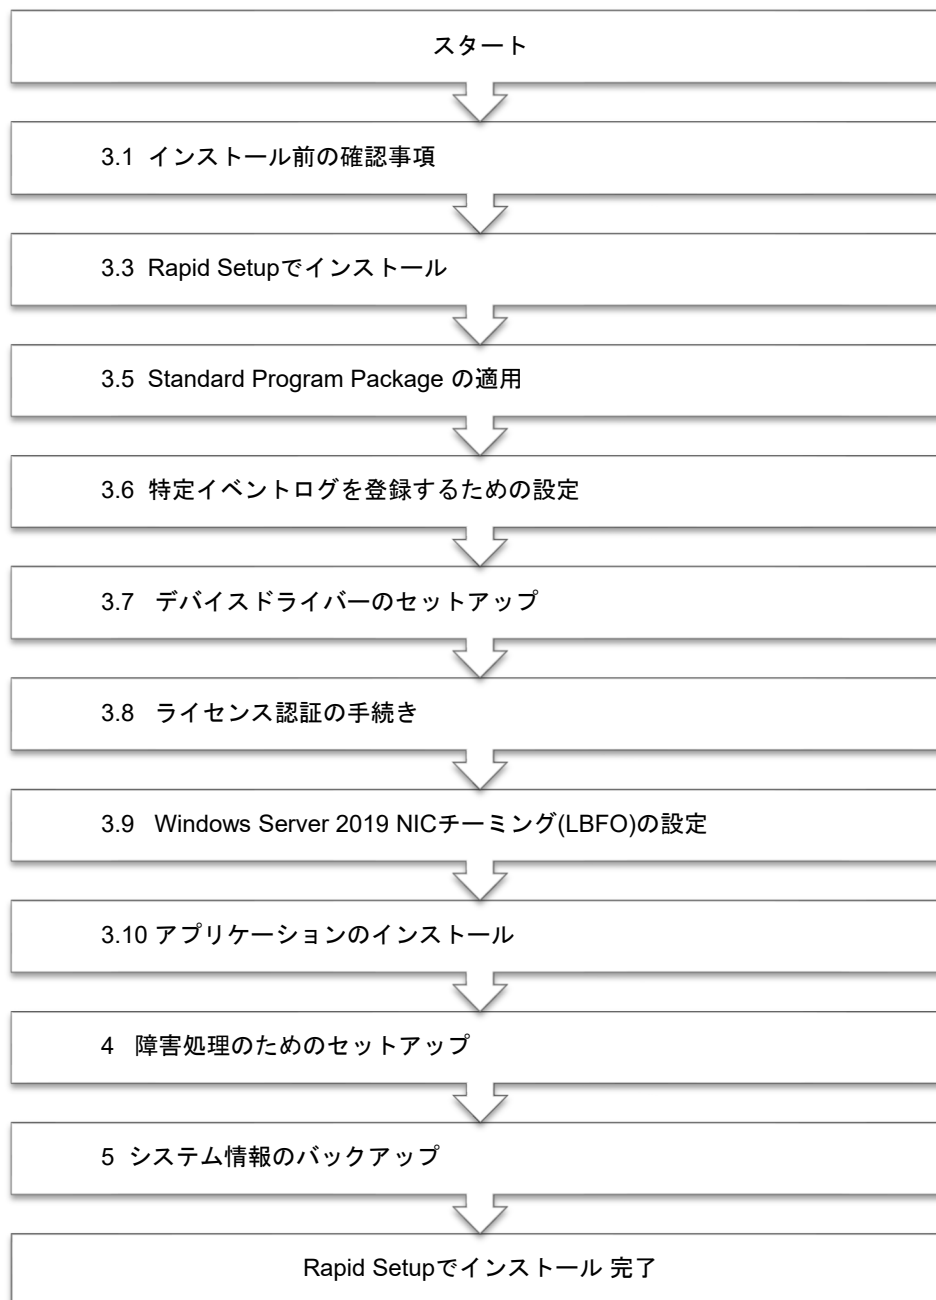 スタート
3.1 インストール前の確認事項
3.3 Rapid Setupでインストール
3.5 Standard Program Package の適用
3.6 特定イベントログを登録するための設定
3.7 デバイスドライバーのセットアップ
3.8 ライセンス認証の手続き
3.9 Windows Server 2019 NICチーミング(LBFO)の設定
3.10 アプリケーションのインストール
4 障害処理のためのセットアップ
5 システム情報のバックアップ
Rapid Setupでインストール 完了